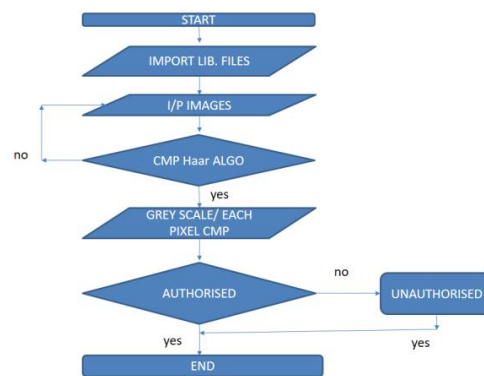 START
IMPORT LIB. FILES
I/P IMAGES
no
CMP Haar ALGO
yes
GREY SCALE/ EACH
PIXEL CMP
no
AUTHORISED
UNAUTHORISED
yes
yes
END